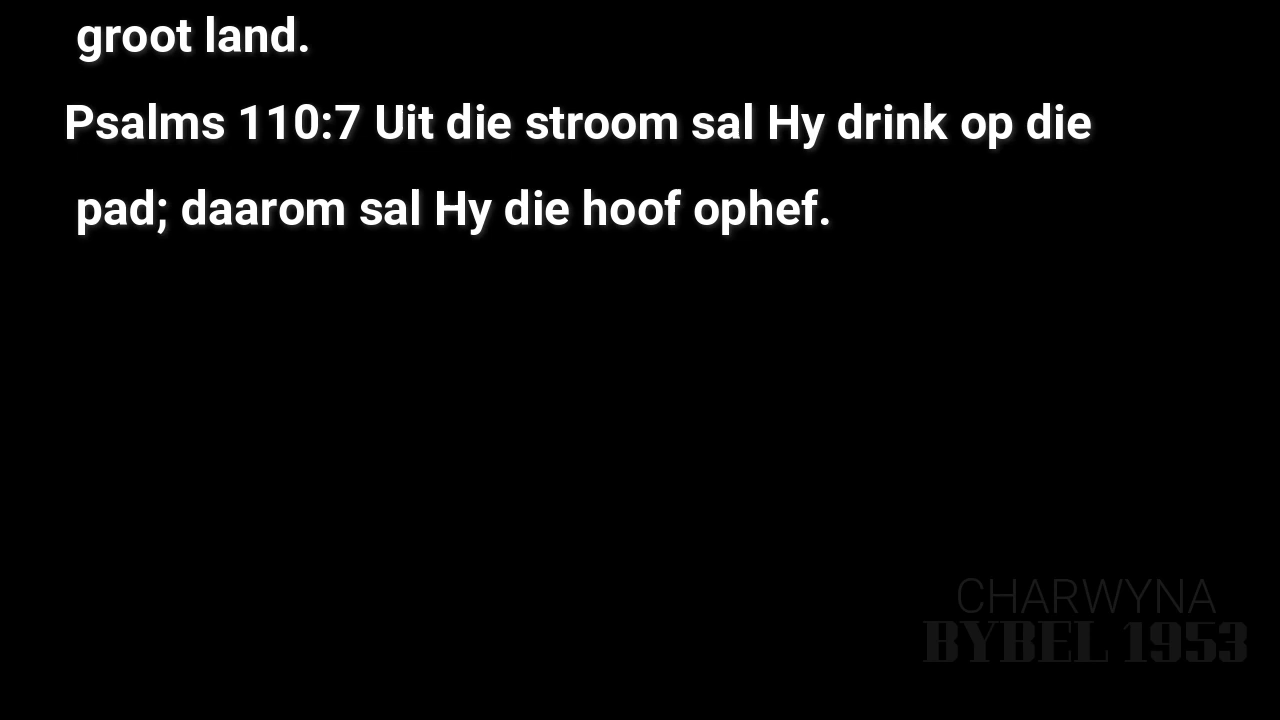 groot land.
Psalms 110:7 Uit die stroom sal Hy drink op die
pad; daarom sal Hy die hoof ophef.
CHARWYNA
BYBEL 1953